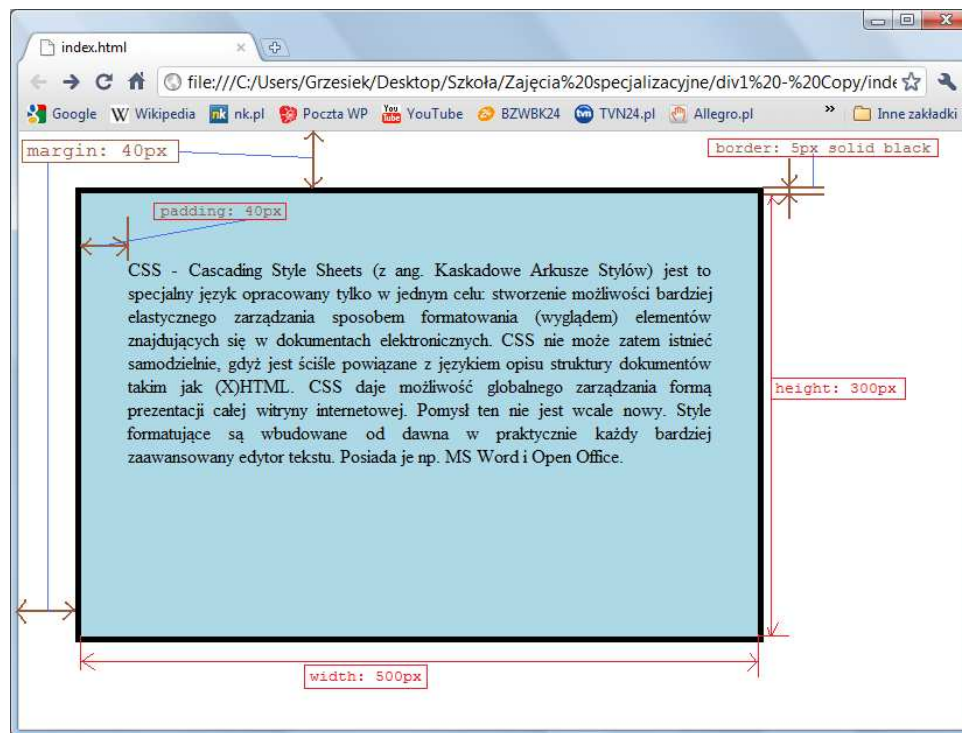 index.html
file:///C:/Users/Grzesiek/Desktop/Szkoła/Zajęcia%20specjalizacyjne/div1%20-%20Copy/inde
Google Wikipedia nk nk.pl Poczta WP You Tube YouTube BZWBK24 TVN24.pl Allegro.pl » Inne zakładki
margin: 40px
border: 5px solid black
padding: 40px
CSS - Cascading Style Sheets (z ang. Kaskadowe Arkusze Stylów) jest to
specjalny język opracowany tylko w jednym celu: stworzenie możliwości bardziej
elastycznego zarządzania sposobem formatowania (wyglądem) elementów
znajdujących się w dokumentach elektronicznych. CSS nie może zatem istnieć
samodzielnie, gdyż jest ściśle powiązane z językiem opisu struktury dokumentów
takim jak (X)HTML. CSS daje możliwość globalnego zarządzania formą
prezentacji całej witryny internetowej. Pomysł ten nie jest wcale nowy. Style
formatujące są wbudowane od dawna w praktycznie każdy bardziej
zaawansowany edytor tekstu. Posiada je np. MS Word i Open Office.
height: 300px
width: 500px